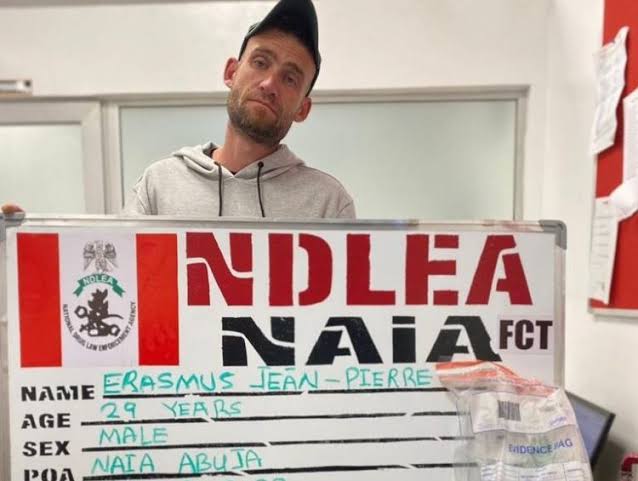 NDLEA
NATIONAL DRUG LAW ENFORCEMENT AGENCY
NDLEA
NAiA FCT
NAME ERASMUS JEAN-PIERRE
AGE 29 YEARS
SEX MALE
POA NAIA ABUJA
EVIDENCE BAG